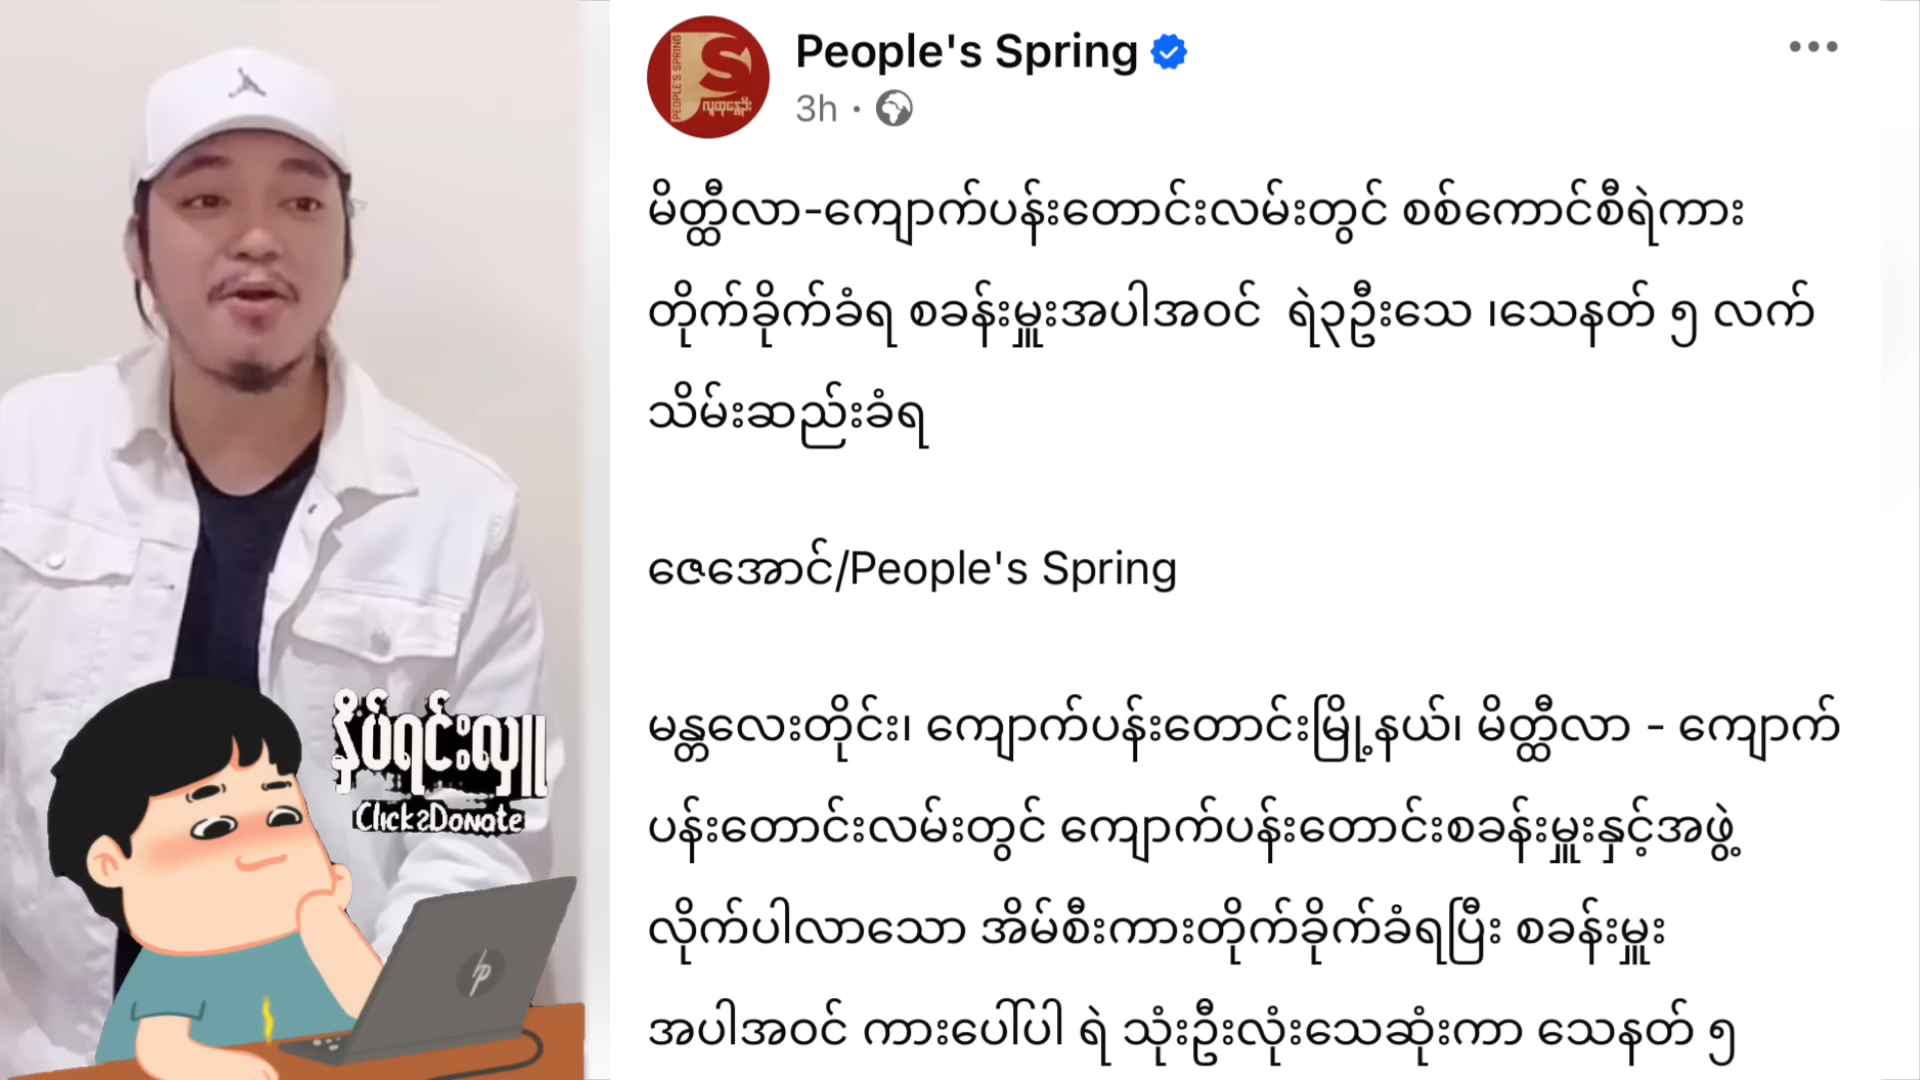 People's Spring
3h
PEOPLE'S SPRING
လူထုနွေဦး
မိတ္ထီလာ-ကျောက်ပန်းတောင်းလမ်းတွင် စစ်ကောင်စီရဲကား
တိုက်ခိုက်ခံရ စခန်းမှူးအပါအဝင် ရဲ၃ဦးသေ ၊သေနတ် ၅ လက်
သိမ်းဆည်းခံရ
ဇေအောင်/People's Spring
မန္တလေးတိုင်း၊ ကျောက်ပန်းတောင်းမြို့နယ်၊ မိတ္ထီလာ - ကျောက်
ပန်းတောင်းလမ်းတွင် ကျောက်ပန်းတောင်းစခန်းမှူးနှင့်အဖွဲ့
လိုက်ပါလာသော အိမ်စီးကားတိုက်ခိုက်ခံရပြီး စခန်းမှူး
အပါအဝင် ကားပေါ်ပါ ရဲ သုံးဦးလုံးသေဆုံးကာ သေနတ် ၅
နှိပ်ရင်းလှူ
Click2Donate
hp